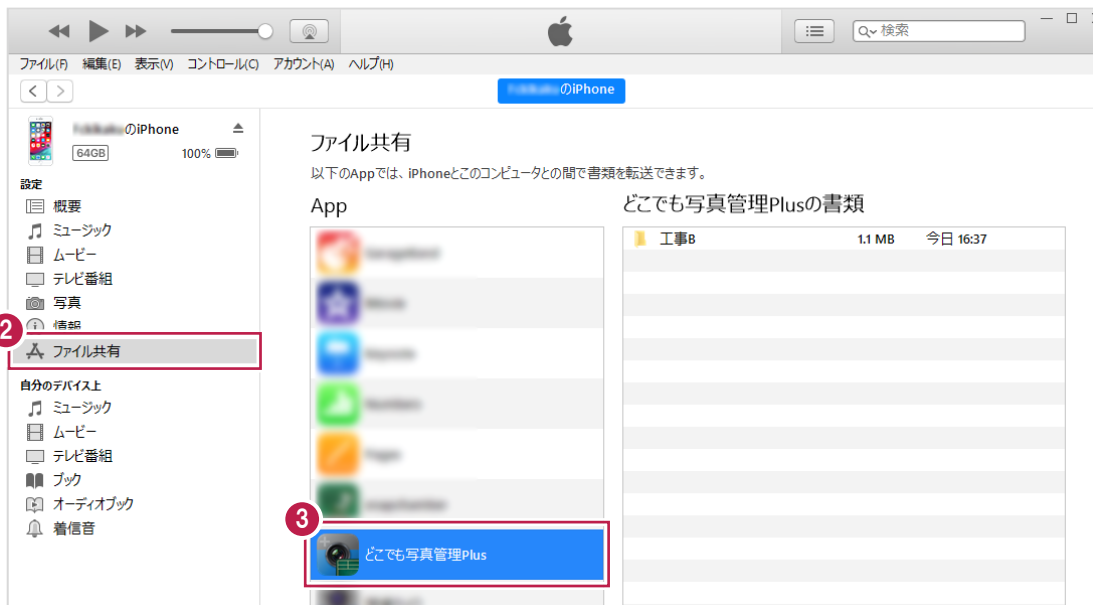 検索
ファイル(F) 編集(E) 表示(V) コントロール(C) アカウント(A) ヘルプ(H)
のiPhone
のiPhone
64GB 100%
設定
概要
ミュージック
ムービー
テレビ番組
写真
情報
2
ファイル共有
自分のデバイス上
ミュージック
ムービー
テレビ番組
ブック
オーディオブック
着信音
ファイル共有
以下のAppでは、iPhoneとこのコンピュータとの間で書類を転送できます。
App
3
どこでも写真管理Plus
どこでも写真管理Plusの書類
工事B 1.1 MB 今日 16:37